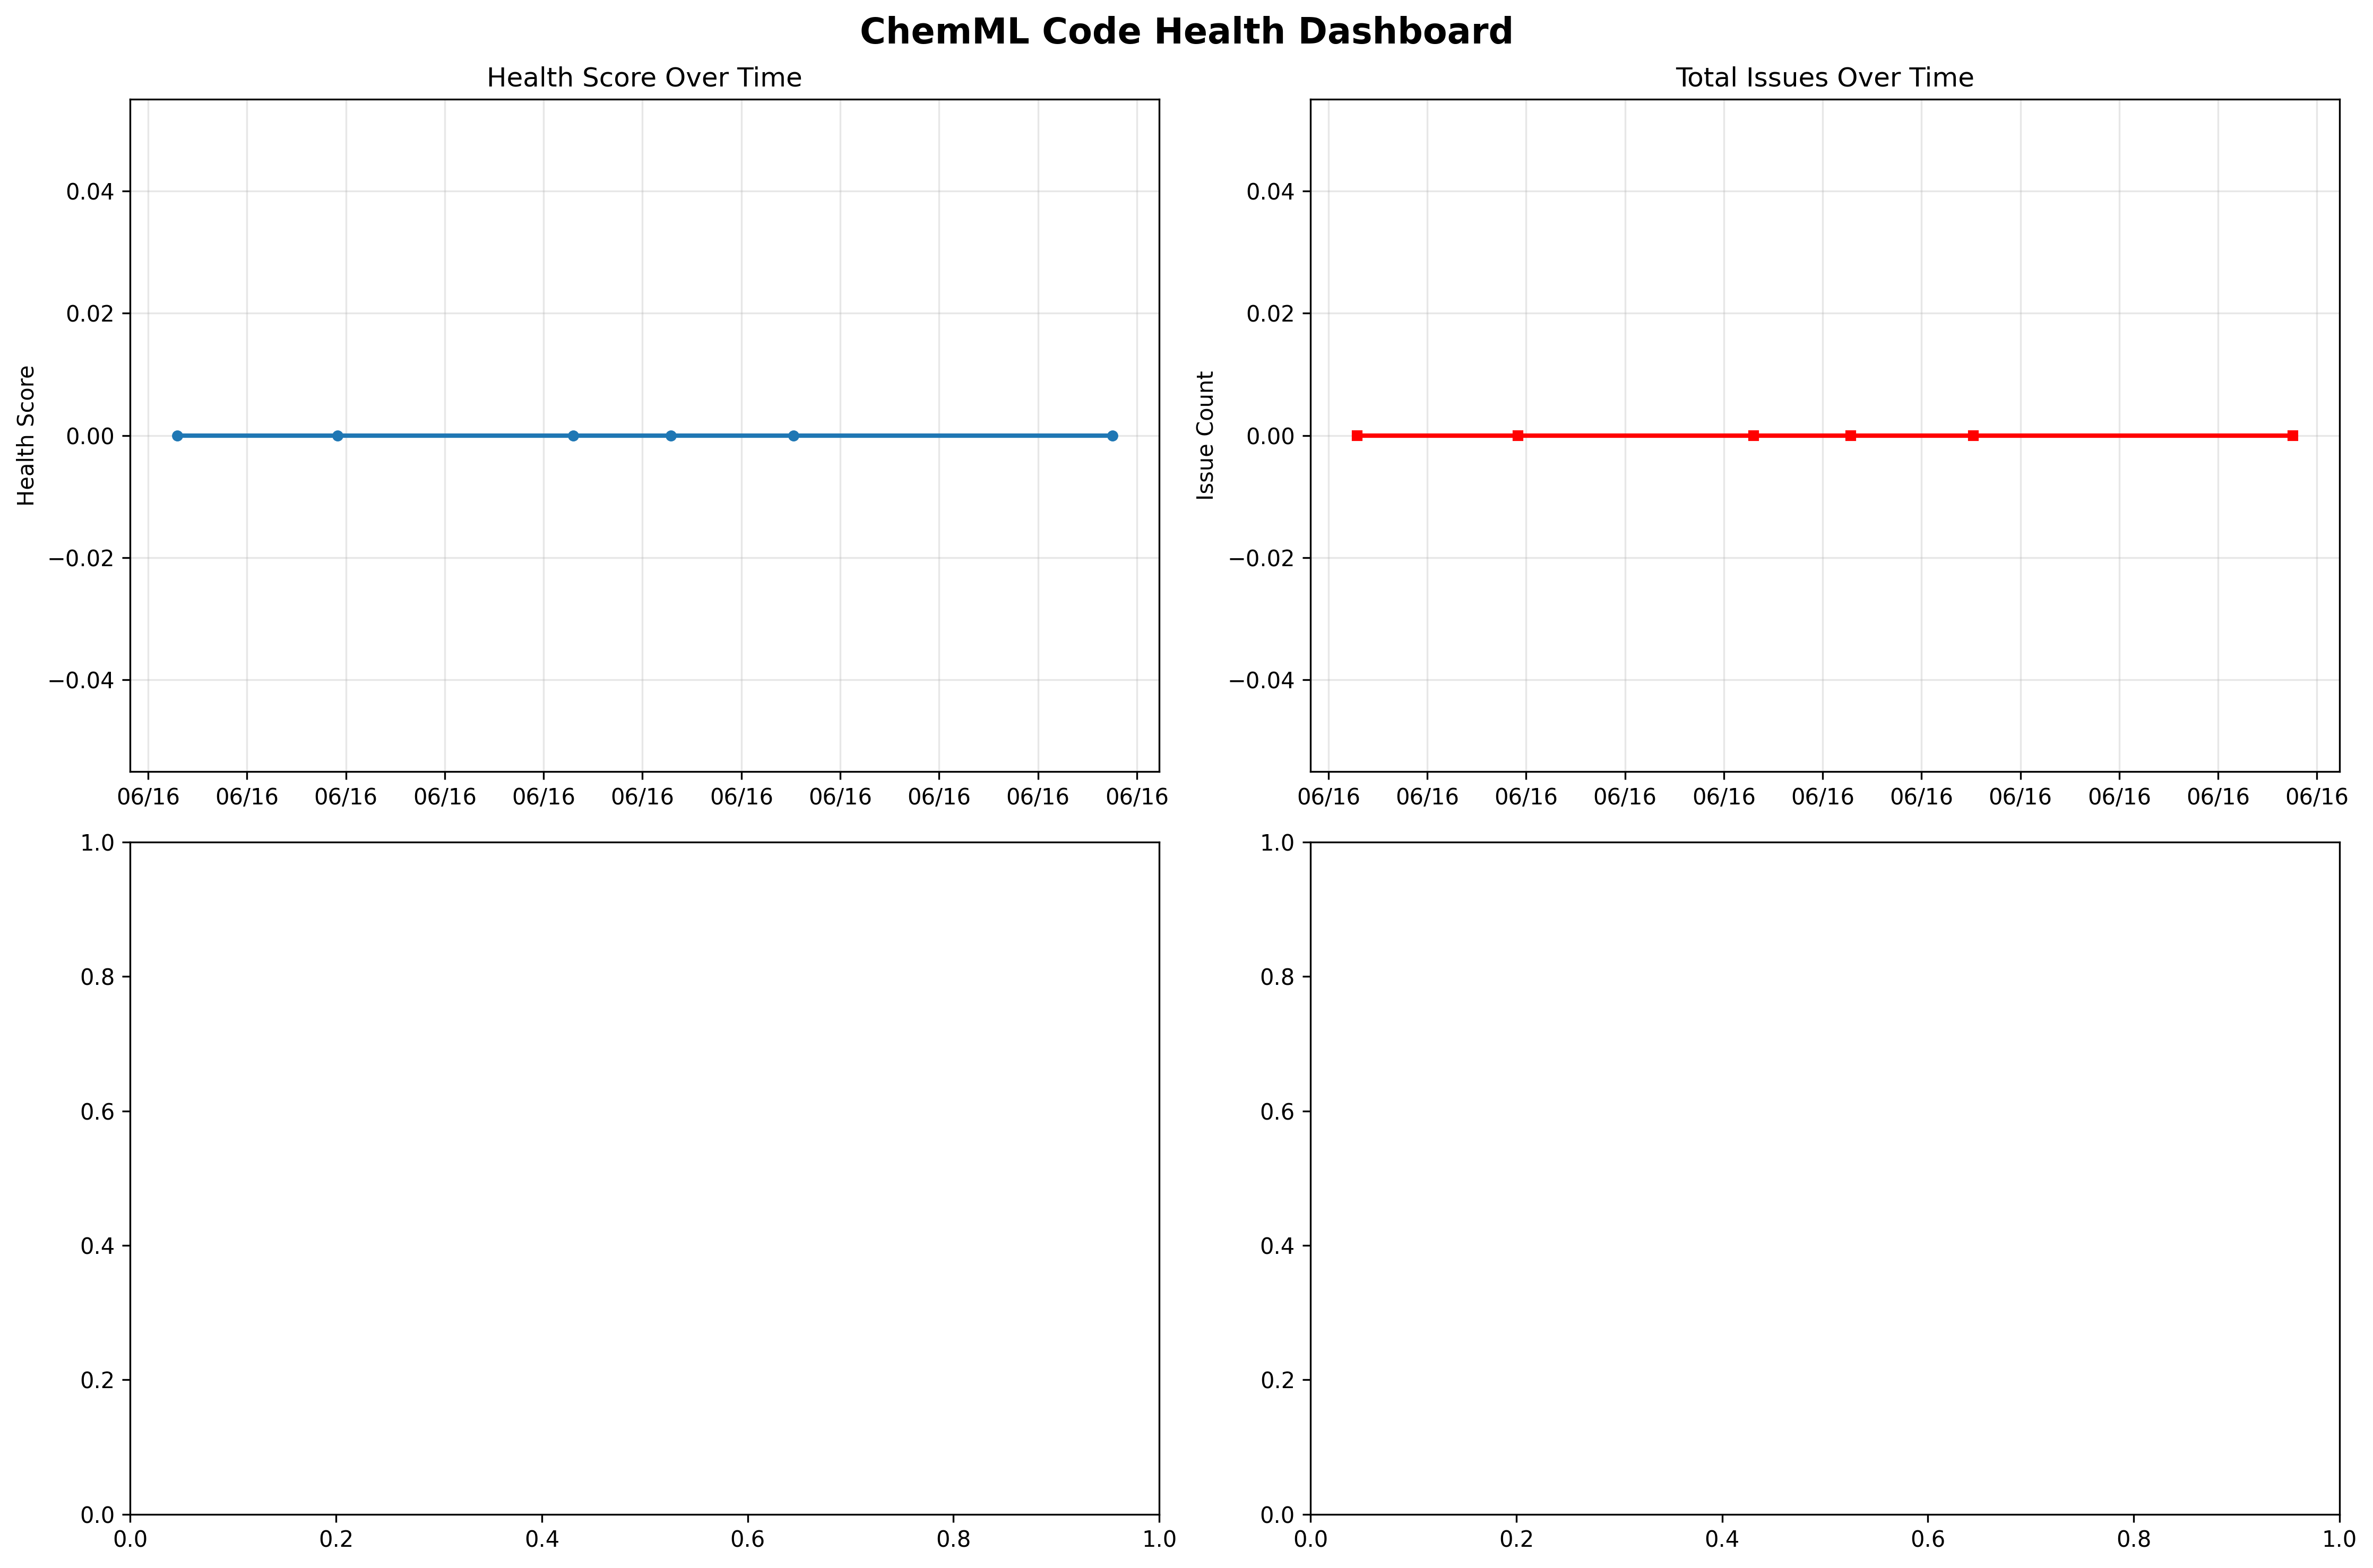 ChemML Code Health Dashboard
Health Score Over Time
Health Score
0.04
0.02
0.00
−0.02
−0.04
06/16 06/16 06/16 06/16 06/16 06/16 06/16 06/16 06/16 06/16 06/16
Total Issues Over Time
Issue Count
0.04
0.02
0.00
−0.02
−0.04
06/16 06/16 06/16 06/16 06/16 06/16 06/16 06/16 06/16 06/16 06/16
1.0
0.8
0.6
0.4
0.2
0.0
0.0 0.2 0.4 0.6 0.8 1.0
1.0
0.8
0.6
0.4
0.2
0.0
0.0 0.2 0.4 0.6 0.8 1.0